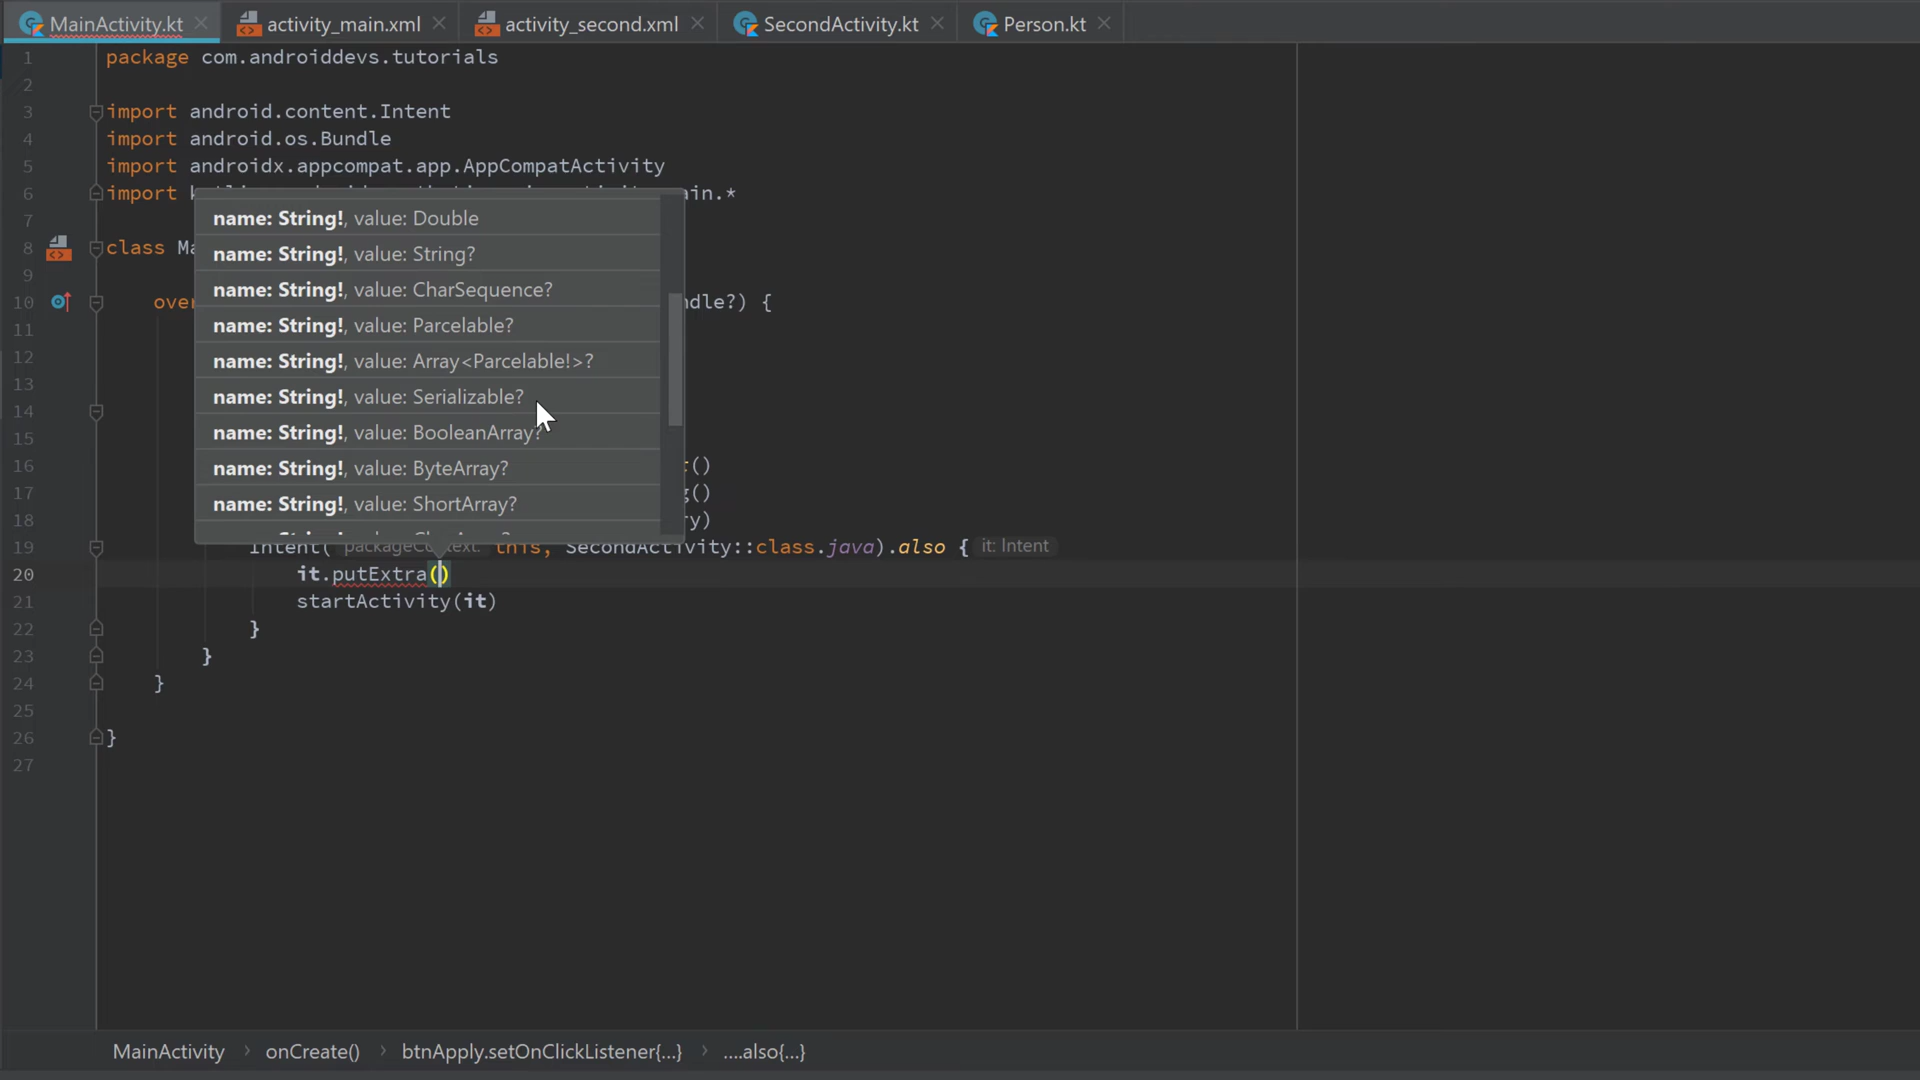 MainActivity.kt activity_main.xml activity_second.xml SecondActivity.kt Person.kt
1 package com.androiddevs.tutorials
2
3 import android.content.Intent
4 import android.os.Bundle
5 import androidx.appcompat.app.AppCompatActivity
6 import ain.*
name: String!, value: Double
7
8 class Ma
name: String!, value: String?
9
name: String!, value: CharSequence?
10 over ndle?) {
name: String!, value: Parcelable?
11
12
name: String!, value: Array<Parcelable!>?
13
name: String!, value: Serializable?
14
name: String!, value: BooleanArray?
15
16 ()
name: String!, value: ByteArray?
17 g()
name: String!, value: ShortArray?
18 ry)
19 Intent( packageContext: this, SecondActivity::class.java).also { it: Intent
20 it.putExtra()
21 startActivity(it)
22 }
23 }
24 }
25
26 }
27
MainActivity › onCreate() › btnApply.setOnClickListener{...} › ....also{...}